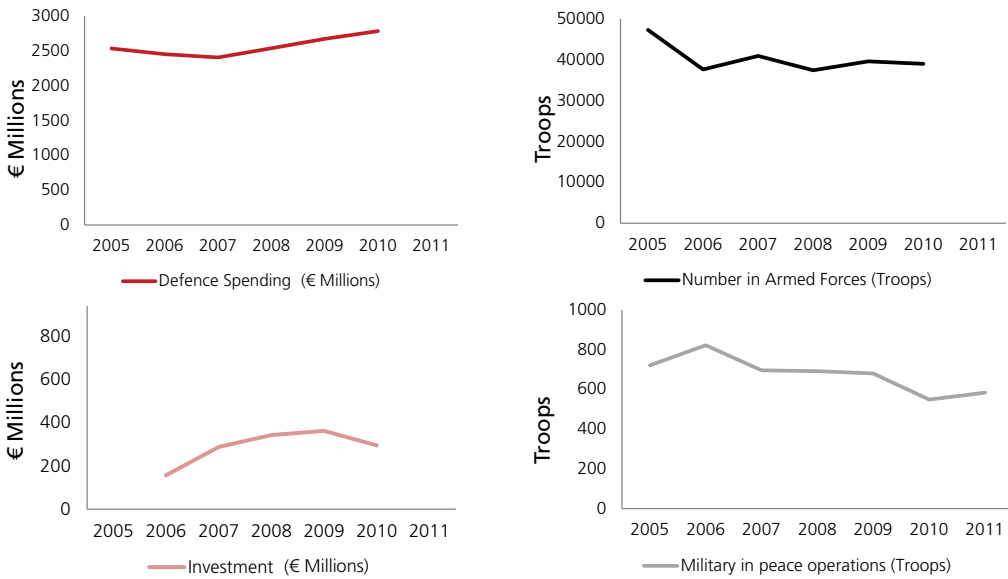 € Millions
3000
2500
2000
1500
1000
500
0
2005 2006 2007 2008 2009 2010 2011
Defence Spending (€ Millions)
Troops
50000
40000
30000
20000
10000
0
2005 2006 2007 2008 2009 2010 2011
Number in Armed Forces (Troops)
€ Millions
800
600
400
200
0
2005 2006 2007 2008 2009 2010 2011
Investment (€ Millions)
Troops
1000
800
600
400
200
0
2005 2006 2007 2008 2009 2010 2011
Military in peace operations (Troops)